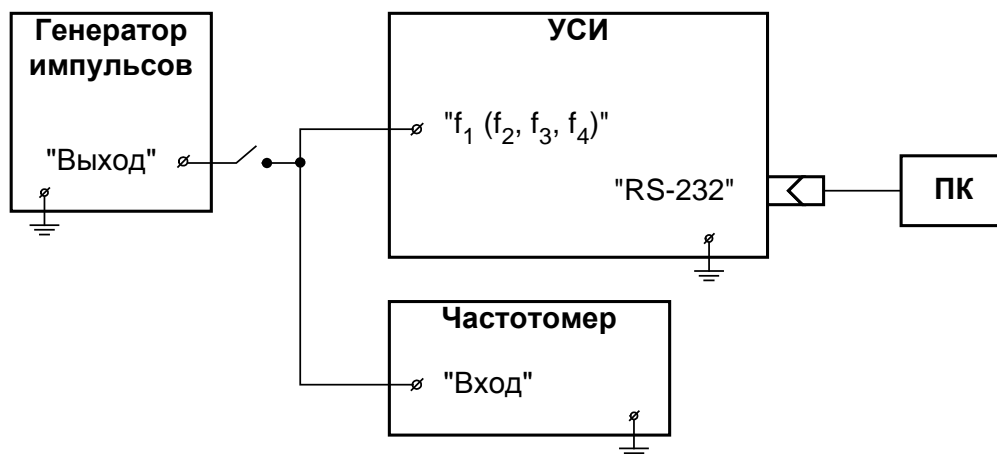 Генератор
импульсов
"Выход"
УСИ
"f1 (f2, f3, f4)"
"RS-232"
ПК
Частотомер
"Вход"